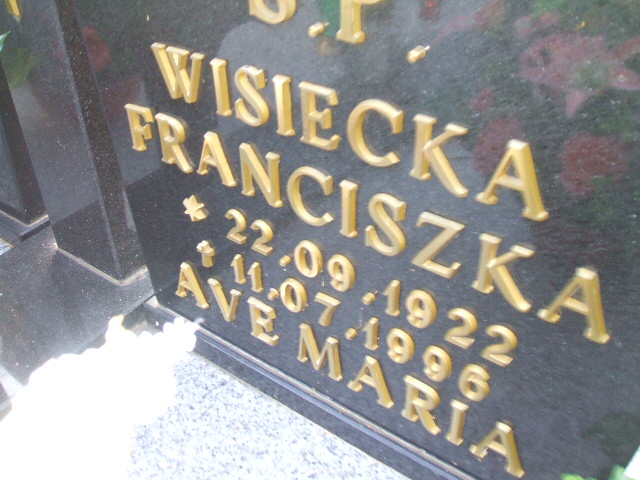 Ś.P.
WISIECKA
FRANCISZKA
* 22.09.1922
✝ 11.07.1996
AVE MARIA